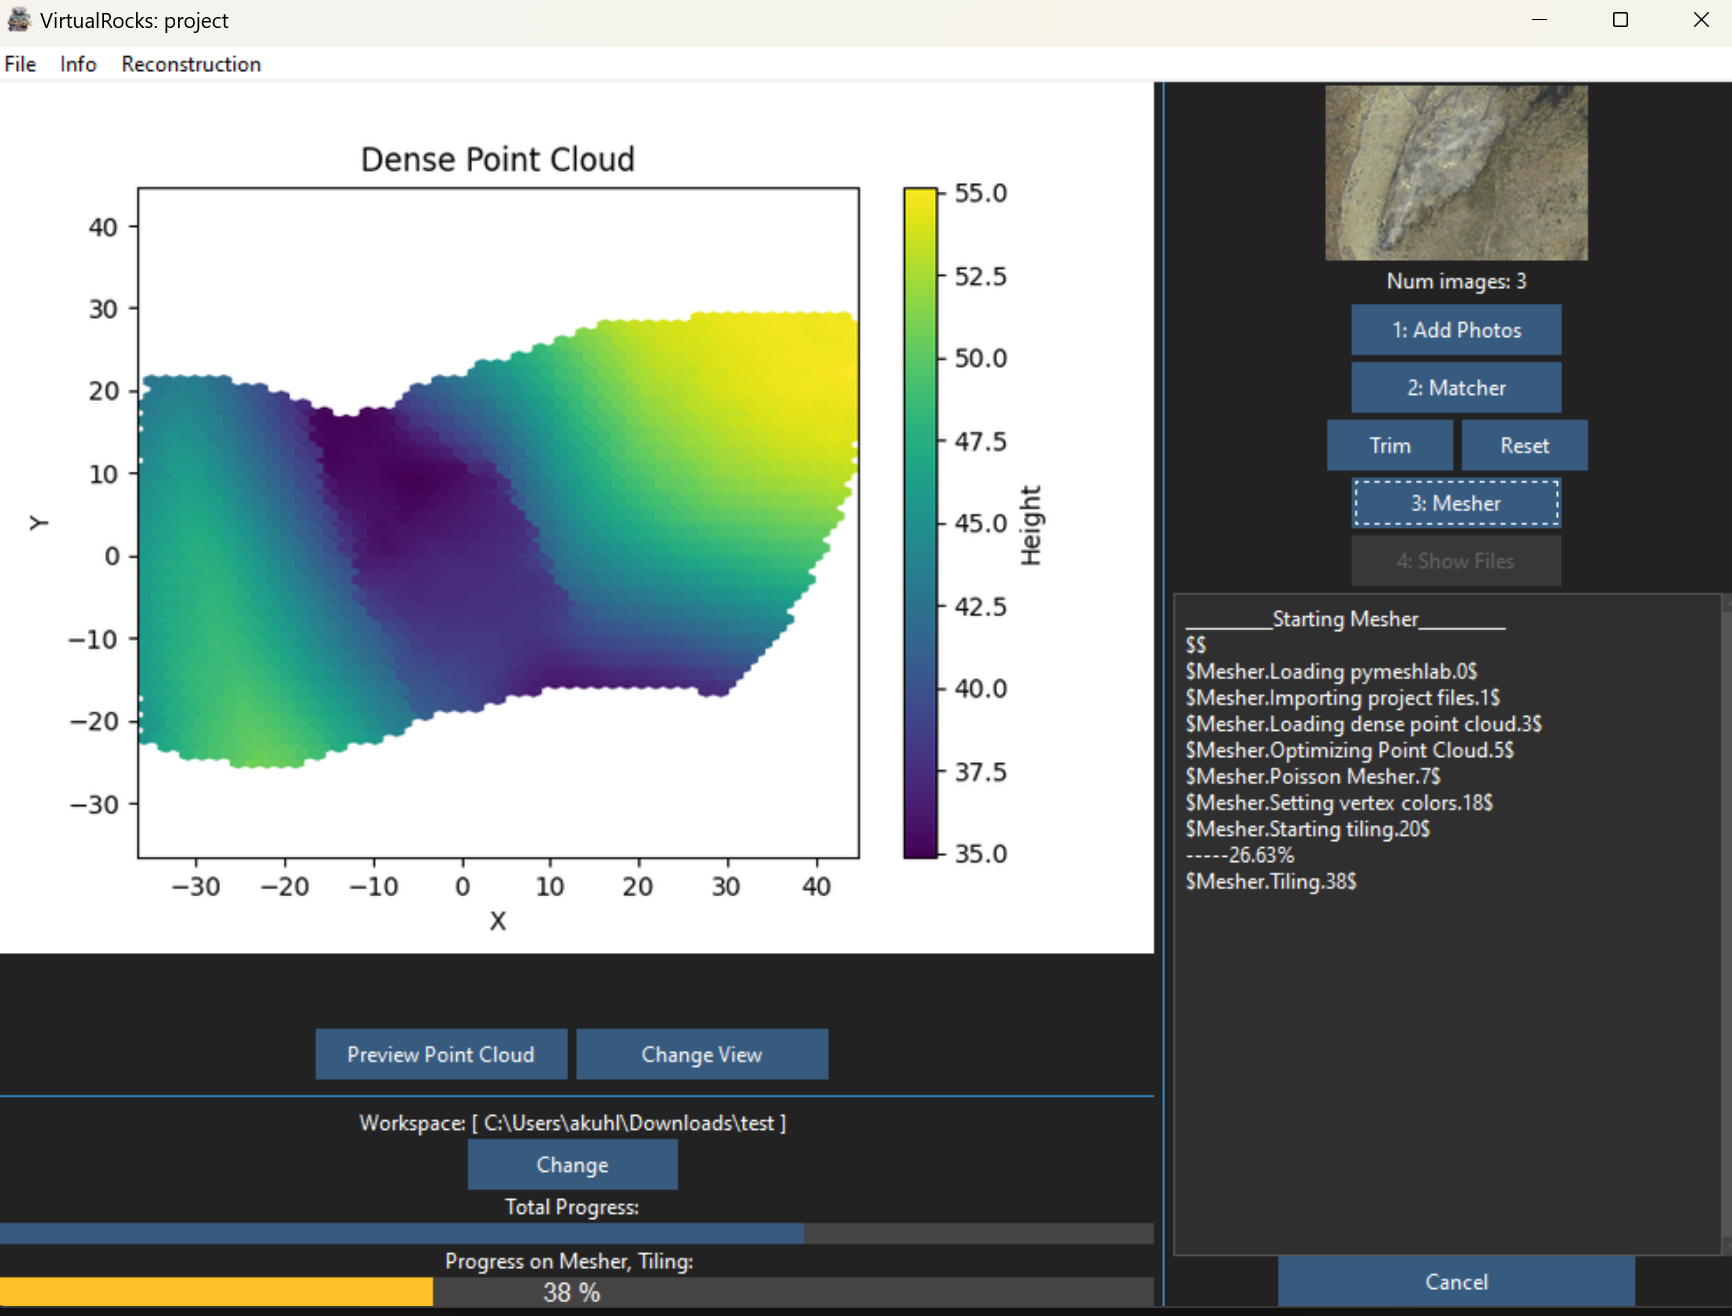 VirtualRocks: project
File Info Reconstruction
Dense Point Cloud
40
30
20
10
0
−10
−20
−30
Y
−30 −20 −10 0 10 20 30 40
X
55.0
52.5
50.0
47.5
45.0
42.5
40.0
37.5
35.0
Height
Preview Point Cloud Change View
Workspace: [ C:\Users\akuhl\Downloads\test ]
Change
Total Progress:
Progress on Mesher, Tiling:
38 %
Num images: 3
1: Add Photos
2: Matcher
Trim Reset
3: Mesher
4: Show Files
________Starting Mesher________
$$
$Mesher.Loading pymeshlab.0$
$Mesher.Importing project files.1$
$Mesher.Loading dense point cloud.3$
$Mesher.Optimizing Point Cloud.5$
$Mesher.Poisson Mesher.7$
$Mesher.Setting vertex colors.18$
$Mesher.Starting tiling.20$
-----26.63%
$Mesher.Tiling.38$
Cancel